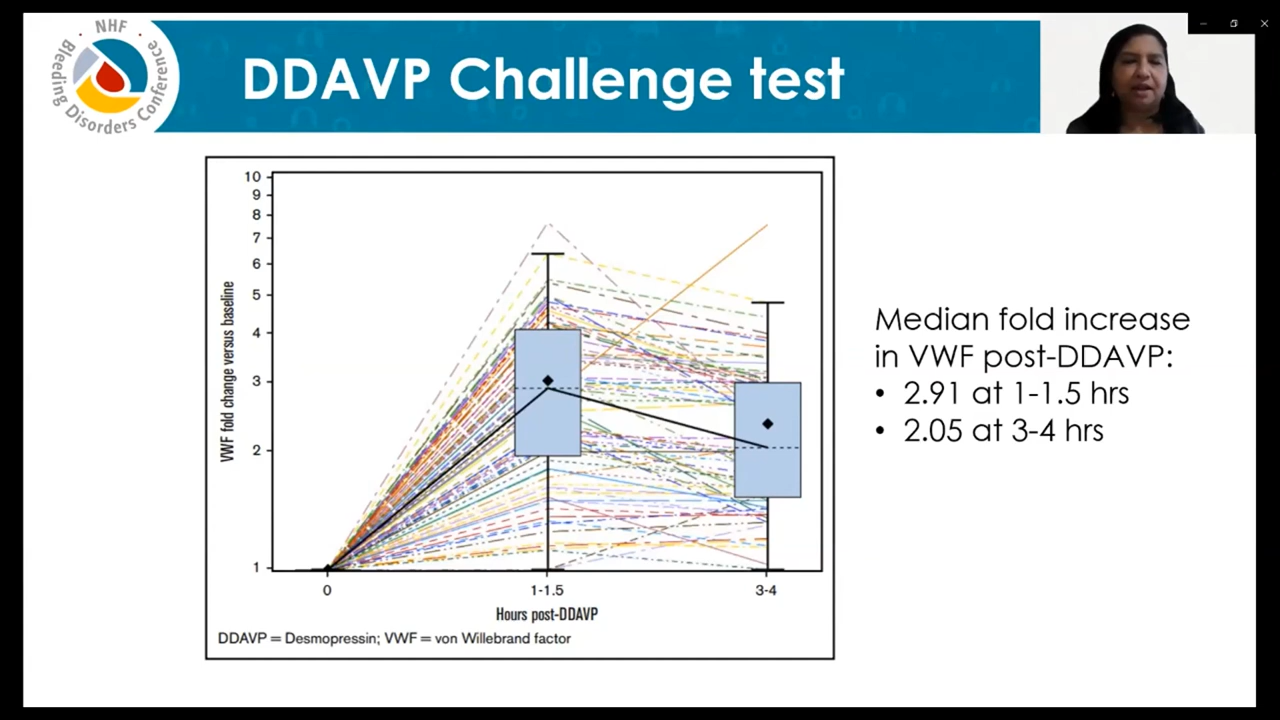 NHF
Bleeding Disorders Conference
DDAVP Challenge test
10
9
8
7
6
5
4
3
2
1
VWF fold change versus baseline
0
1-1.5
3-4
Hours post-DDAVP
DDAVP = Desmopressin; VWF = von Willebrand factor
Median fold increase
in VWF post-DDAVP:
• 2.91 at 1-1.5 hrs
• 2.05 at 3-4 hrs